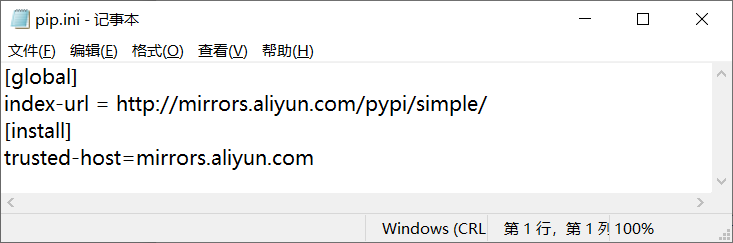 pip.ini - 记事本
文件(F) 编辑(E) 格式(O) 查看(V) 帮助(H)
[global]
index-url = http://mirrors.aliyun.com/pypi/simple/
[install]
trusted-host=mirrors.aliyun.com
Windows (CRL 第 1 行，第 1 列 100%